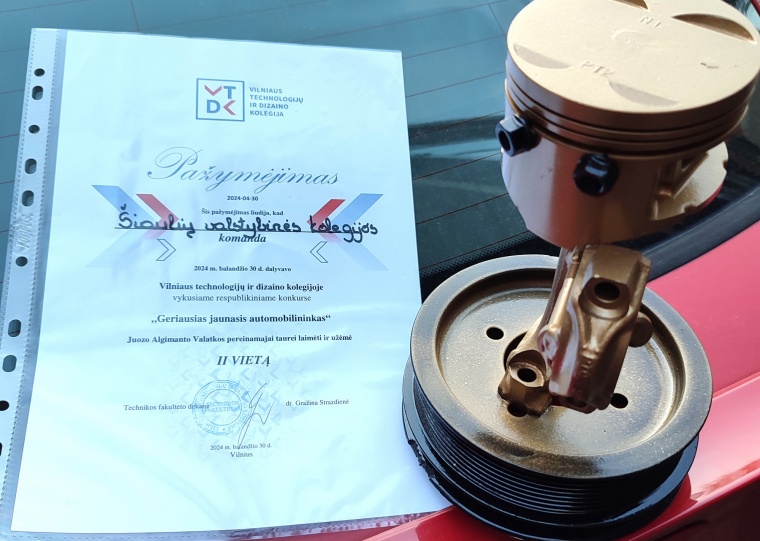 VTDK
VILNIAUS
TECHNOLOGIJŲ
IR DIZAINO
KOLEGIJA
Pažymėjimas
2024-04-30
Šis pažymėjimas liudija, kad
Šiaulių valstybinės kolegijos
komanda
2024 m. balandžio 30 d. dalyvavo
Vilniaus technologijų ir dizaino kolegijoje
vykusiame respublikiniame konkurse
„Geriausias jaunasis automobilininkas“
Juozo Algimanto Valatkos pereinamajai taurei laimėti ir užėmė
II VIETĄ
Technikos fakulteto dekanė
dr. Gražina Strazdienė
2024 m. balandžio 30 d.
Vilnius